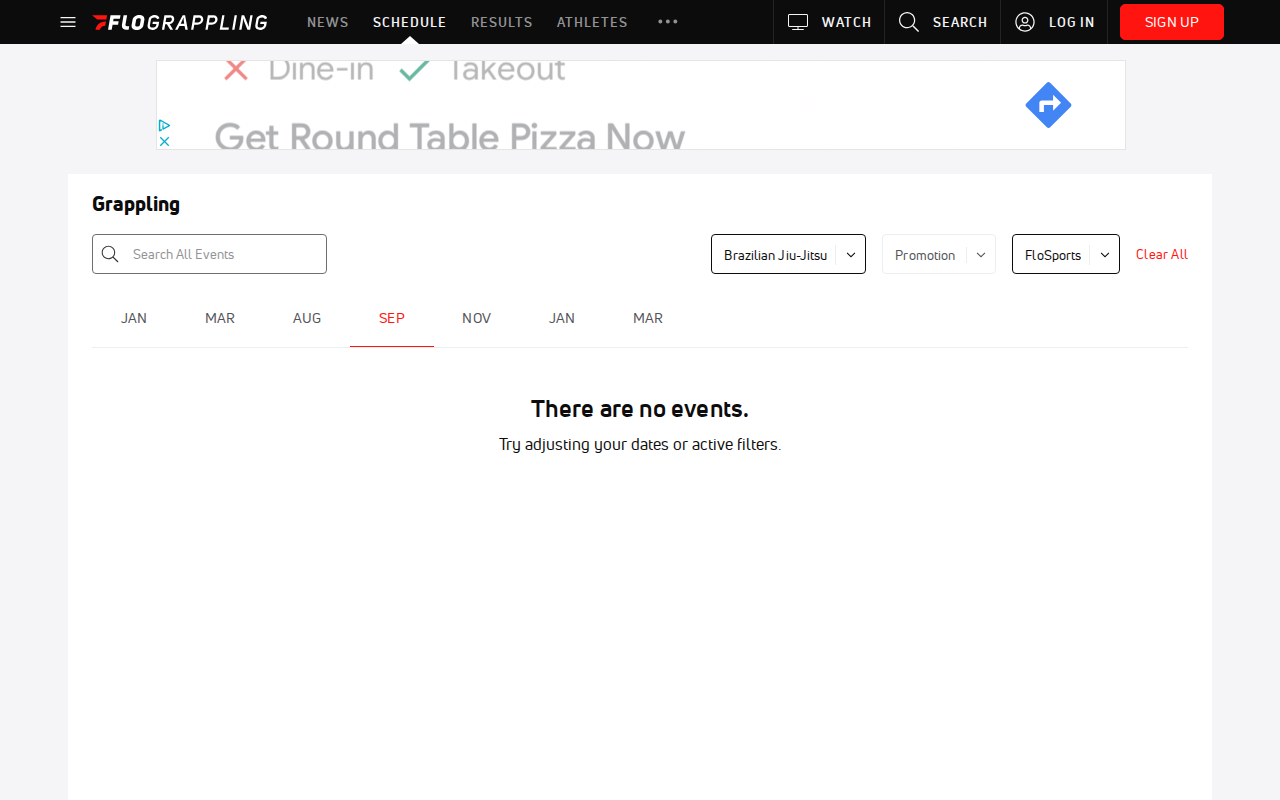 FLOGRAPPLING NEWS SCHEDULE RESULTS ATHLETES WATCH SEARCH LOG IN SIGN UP
Dine-in Takeout
Get Round Table Pizza Now
Grappling
Search All Events Brazilian Jiu-Jitsu Promotion FloSports Clear All
JAN MAR AUG SEP NOV JAN MAR
There are no events.
Try adjusting your dates or active filters.